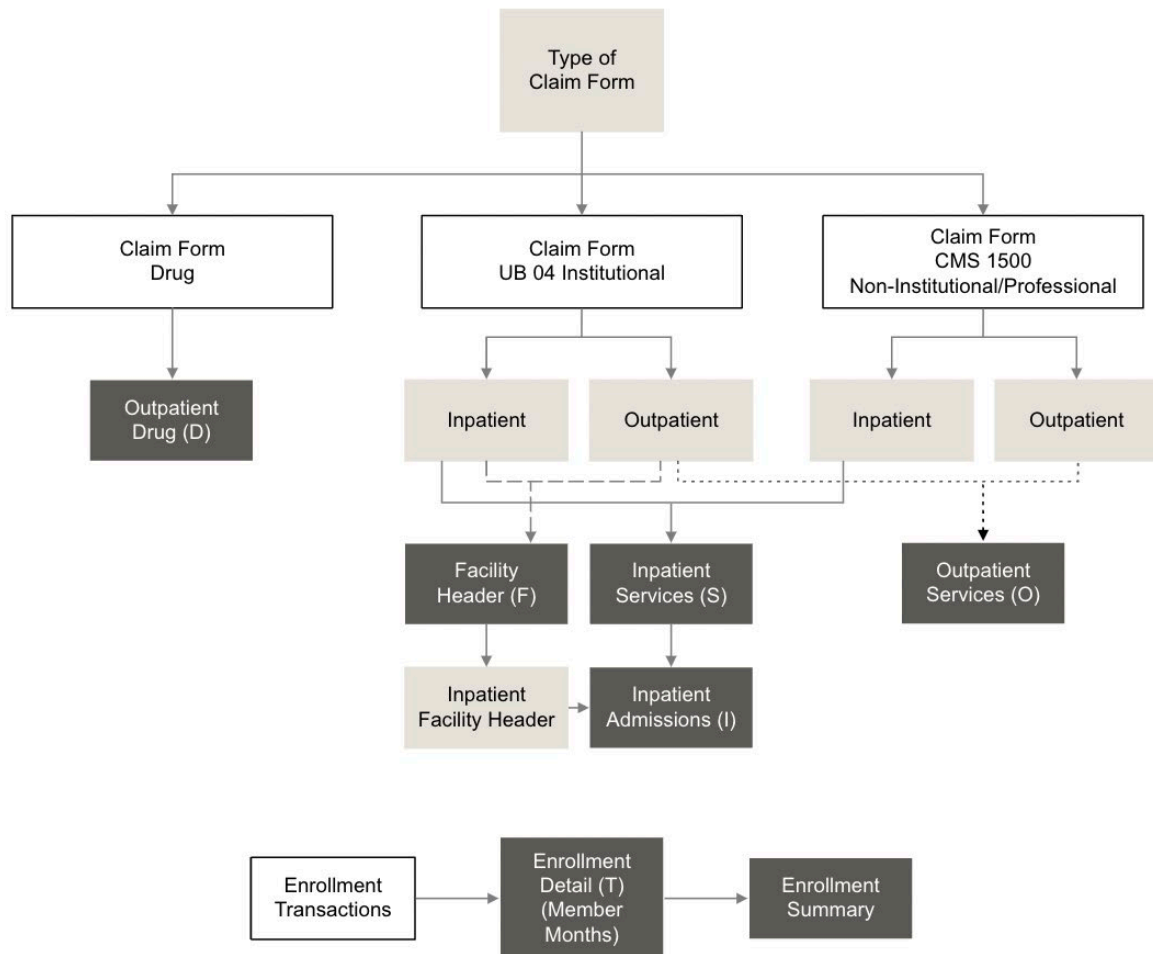 Type of
Claim Form
Claim Form
Drug
Claim Form
UB 04 Institutional
Claim Form
CMS 1500
Non-Institutional/Professional
Outpatient
Drug (D)
Inpatient
Outpatient
Inpatient
Outpatient
Facility
Header (F)
Inpatient
Services (S)
Outpatient
Services (O)
Inpatient
Facility Header
Inpatient
Admissions (I)
Enrollment
Transactions
Enrollment
Detail (T)
(Member
Months)
Enrollment
Summary